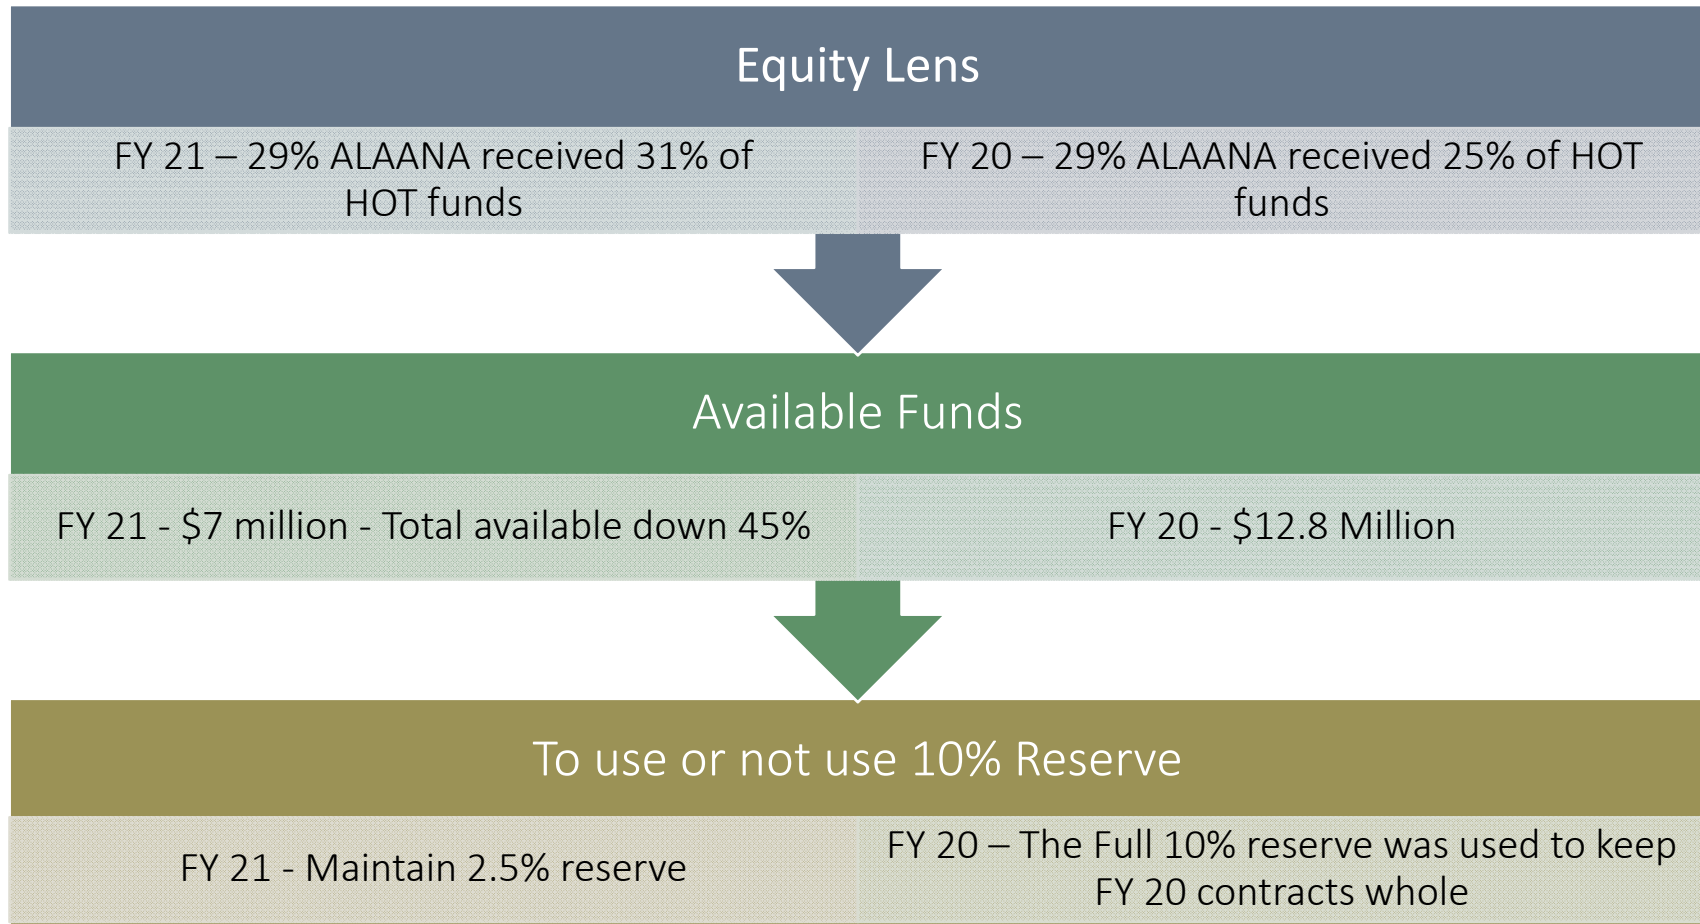 Equity Lens
FY 21 – 29% ALAANA received 31% of
HOT funds
FY 20 – 29% ALAANA received 25% of HOT
funds
Available Funds
FY 21 - $7 million - Total available down 45%
FY 20 - $12.8 Million
To use or not use 10% Reserve
FY 21 - Maintain 2.5% reserve
FY 20 – The Full 10% reserve was used to keep
FY 20 contracts whole